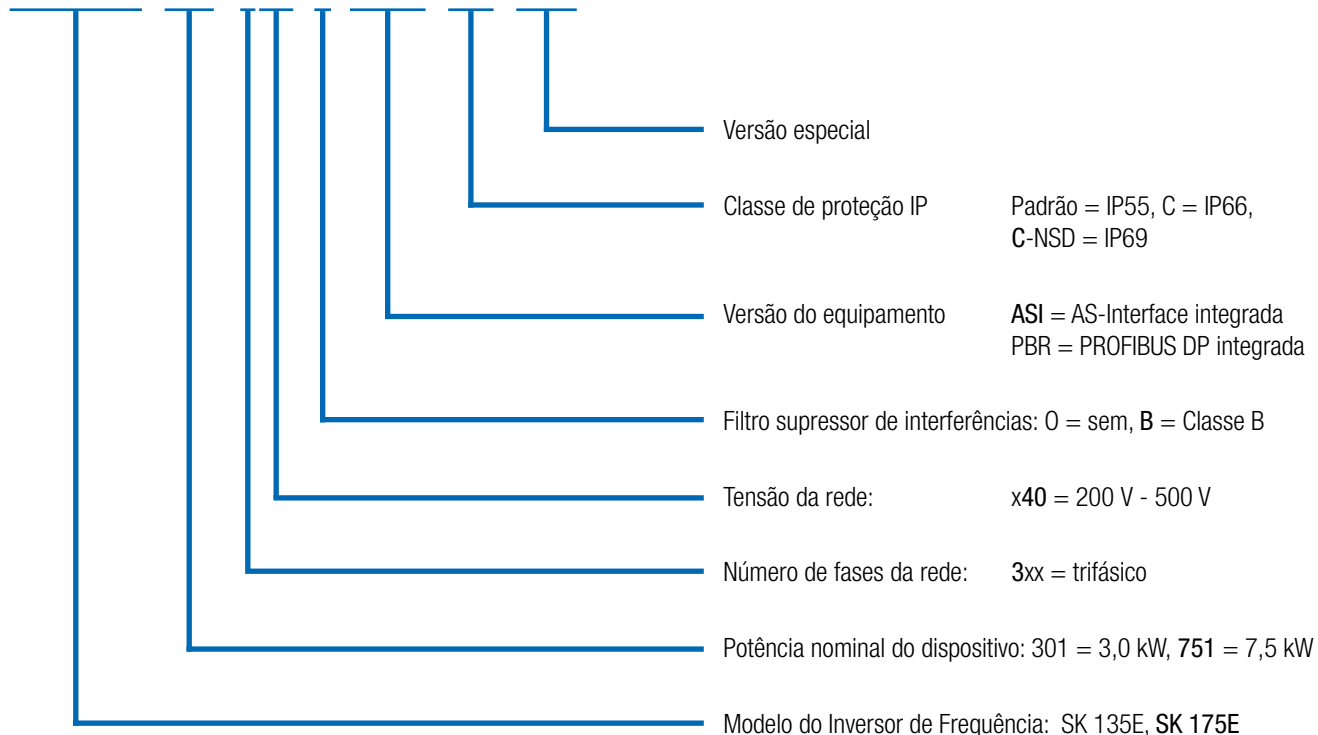 Versão especial
Classe de proteção IP Padrão = IP55, C = IP66,
C-NSD = IP69
Versão do equipamento ASI = AS-Interface integrada
PBR = PROFIBUS DP integrada
Filtro supressor de interferências: O = sem, B = Classe B
Tensão da rede: x40 = 200 V - 500 V
Número de fases da rede: 3xx = trifásico
Potência nominal do dispositivo: 301 = 3,0 kW, 751 = 7,5 kW
Modelo do Inversor de Frequência: SK 135E, SK 175E